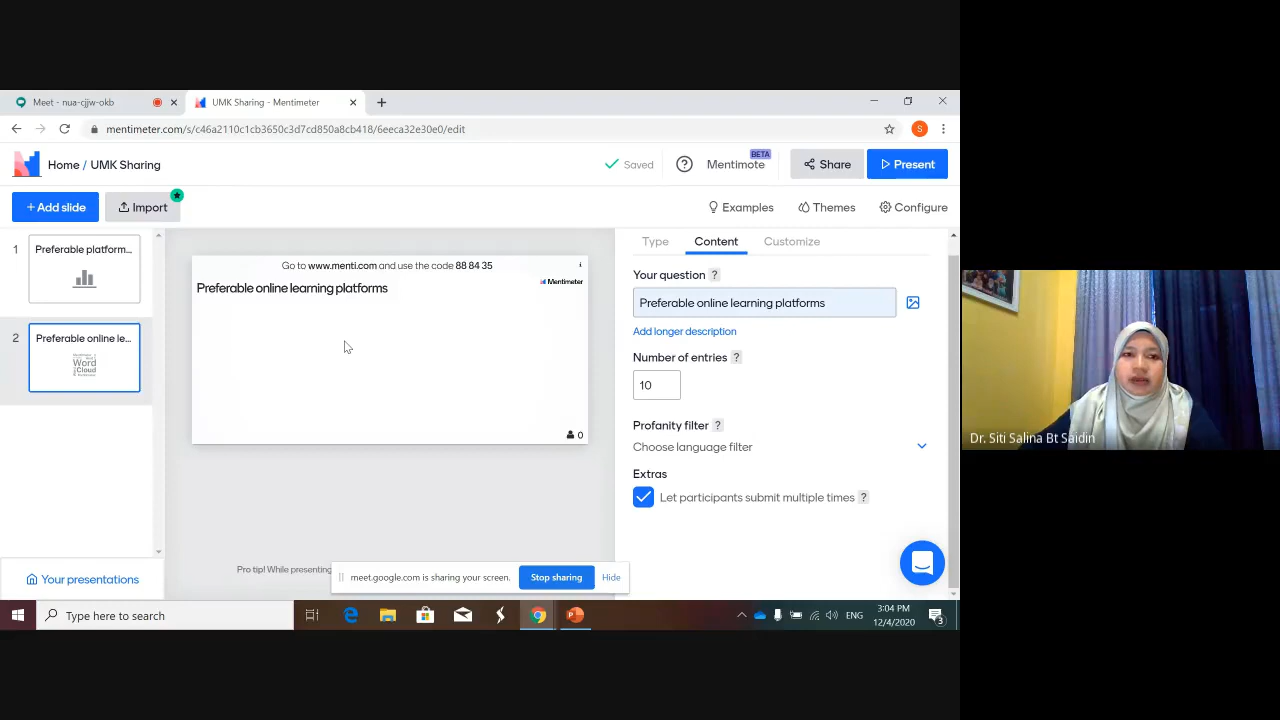 Meet - nua-cjjw-okb
UMK Sharing - Mentimeter
mentimeter.com/s/c46a2110c1cb3650c3d7cd850a8cb418/6eeca32e30e0/edit
S
Home / UMK Sharing
Saved
?
Mentimote
BETA
Share
Present
+ Add slide
Import
Examples
Themes
Configure
1
Preferable platform...
2
Preferable online le...
Word
Cloud
Go to www.menti.com and use the code 88 84 35
Preferable online learning platforms
Mentimeter
0
Type
Content
Customize
Your question ?
Preferable online learning platforms
Add longer description
Number of entries ?
10
Profanity filter ?
Choose language filter
Extras
Let participants submit multiple times ?
Your presentations
Pro tip! While presenting
meet.google.com is sharing your screen.
Stop sharing
Hide
Type here to search
ENG
3:04 PM
12/4/2020
3
Dr. Siti Salina Bt Saidin